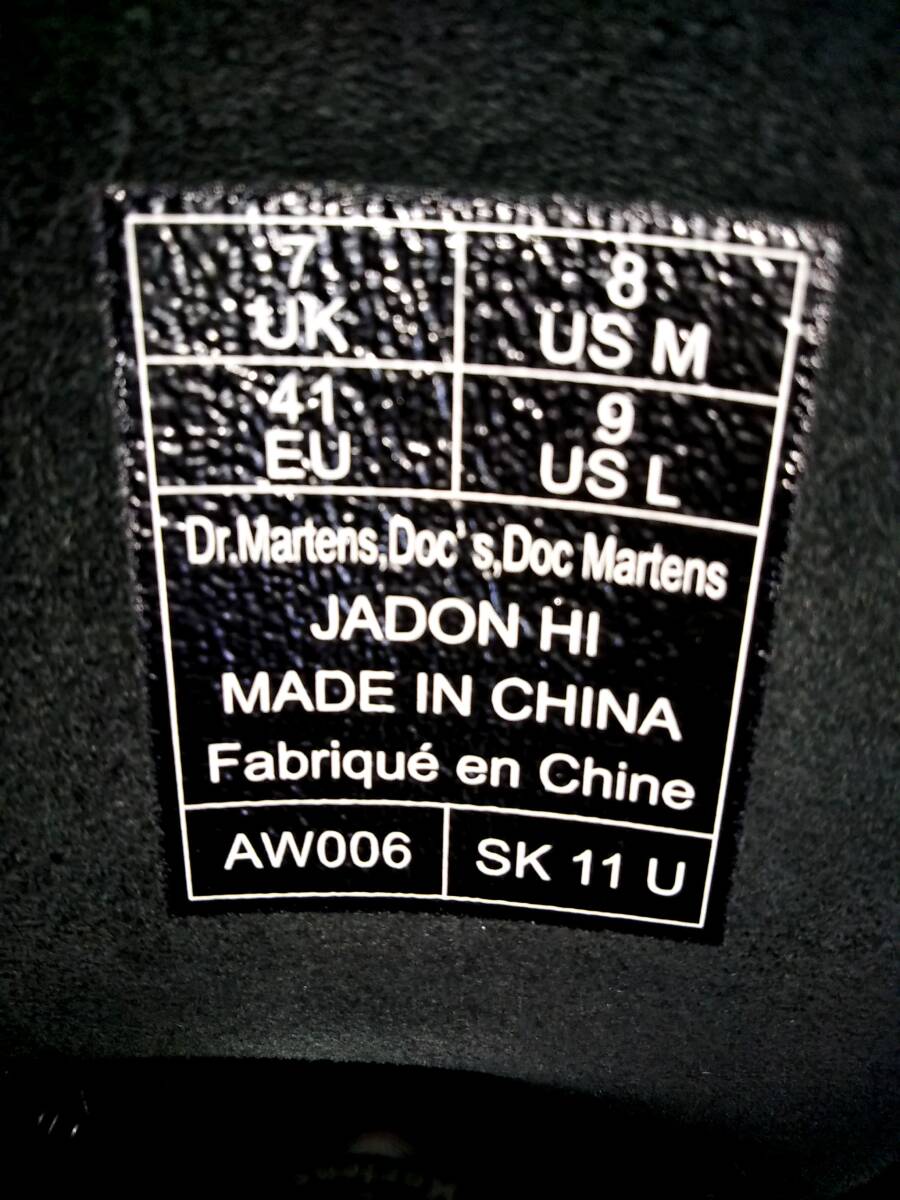 7
UK
8
US M
41
EU
9
US L
Dr.Martens,Doc's,Doc Martens
JADON HI
MADE IN CHINA
Fabriqué en Chine
AW006
SK 11 U
Martens